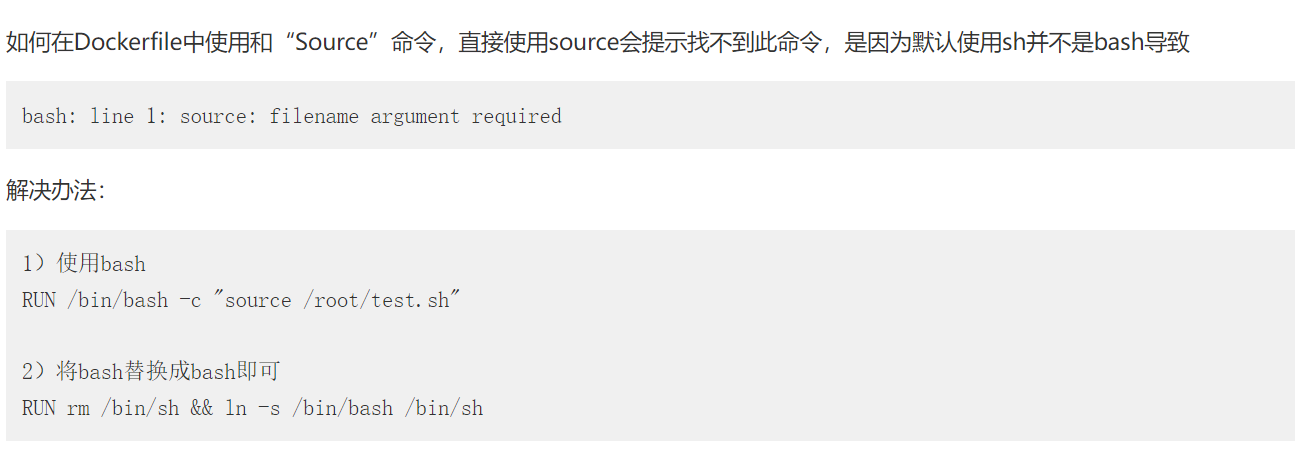 如何在Dockerfile中使用和“Source”命令，直接使用source会提示找不到此命令，是因为默认使用sh并不是bash导致
bash: line 1: source: filename argument required
解决办法：
1）使用bash
RUN /bin/bash -c "source /root/test.sh"
2）将bash替换成bash即可
RUN rm /bin/sh && ln -s /bin/bash /bin/sh